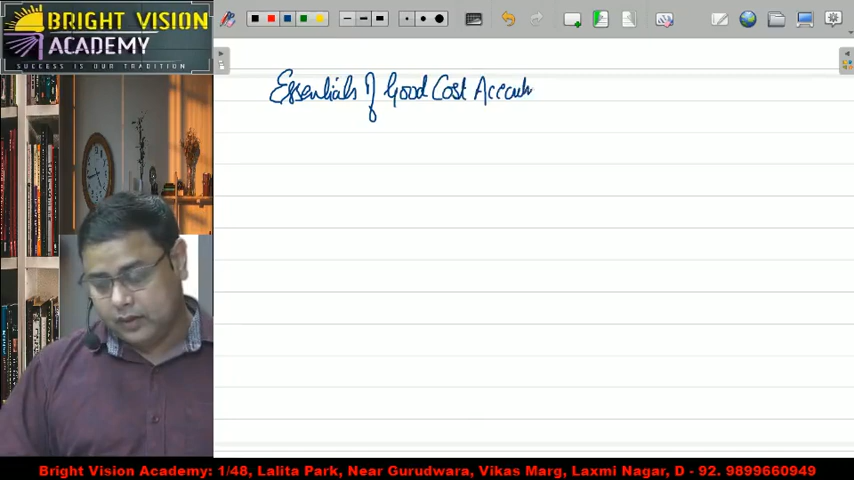 BRIGHT VISION
ACADEMY
SUCCESS IS OUR TRADITION
Essentials of Good Cost Accoun
Bright Vision Academy: 1/48, Lalita Park, Near Gurudwara, Vikas Marg, Laxmi Nagar, D - 92. 9899660949